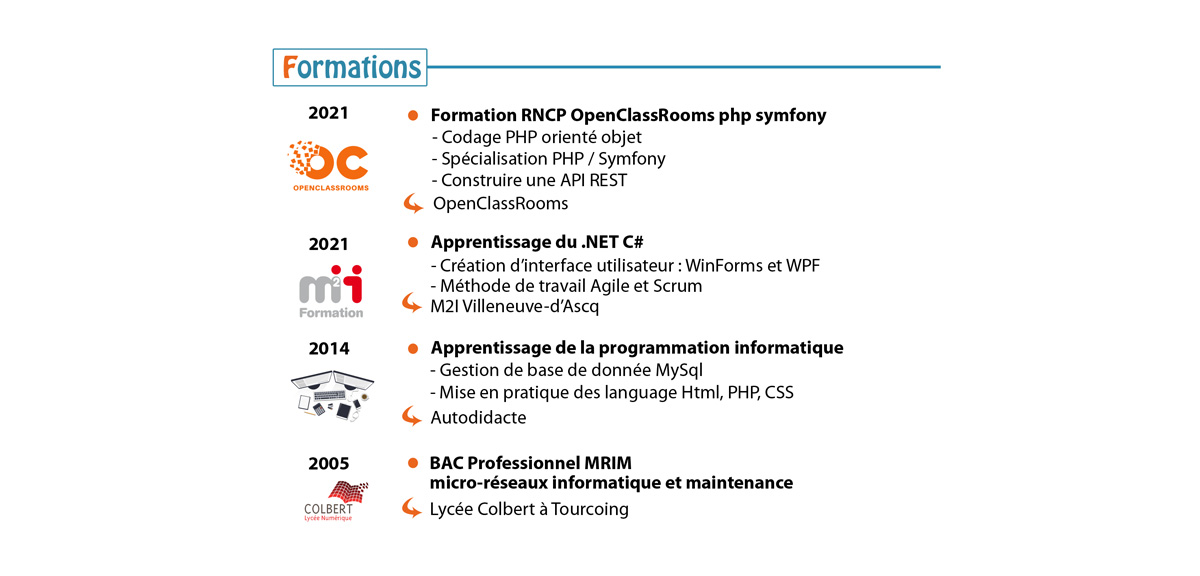 Formations
2021
Formation RNCP OpenClassRooms php symfony
- Codage PHP orienté objet
- Spécialisation PHP / Symfony
- Construire une API REST
OC
OPENCLASSROOMS
OpenClassRooms
2021
Apprentissage du .NET C#
- Création d’interface utilisateur : WinForms et WPF
- Méthode de travail Agile et Scrum
m2i
Formation
M2I Villeneuve-d’Ascq
2014
Apprentissage de la programmation informatique
- Gestion de base de donnée MySql
- Mise en pratique des language Html, PHP, CSS
Autodidacte
2005
BAC Professionnel MRIM
micro-réseaux informatique et maintenance
COLBERT
Lycée Numérique
Lycée Colbert à Tourcoing